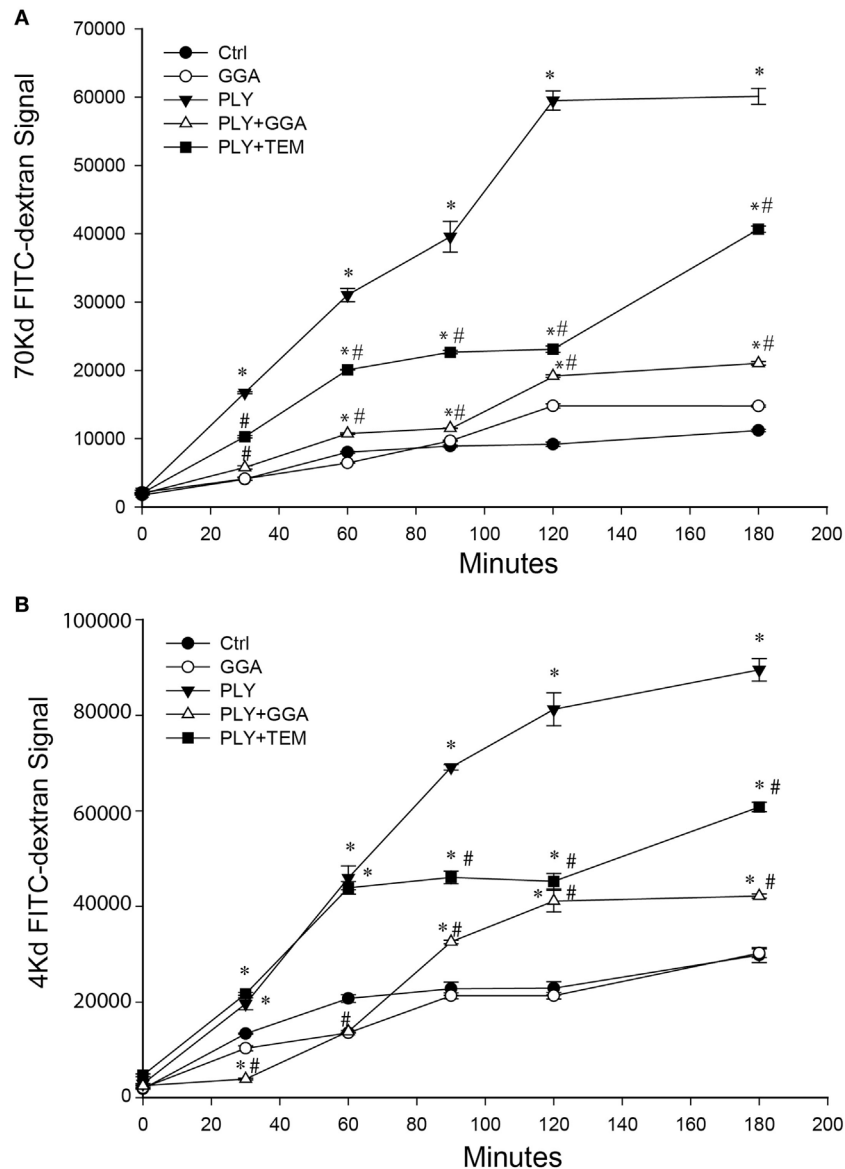 A
70000
60000
50000
40000
30000
20000
10000
0
70Kd FITC-dextran Signal
Ctrl
GGA
PLY
PLY+GGA
PLY+TEM
*
*
*
*
*
#
*#
*#
*#
*#
#
*#
*#
*#
*#
0 20 40 60 80 100 120 140 160 180 200
Minutes
B
100000
80000
60000
40000
20000
0
4Kd FITC-dextran Signal
Ctrl
GGA
PLY
PLY+GGA
PLY+TEM
*
*
*
*
*
*
*
* #
* #
* #
*#
#
*#
* #
* #
0 20 40 60 80 100 120 140 160 180 200
Minutes